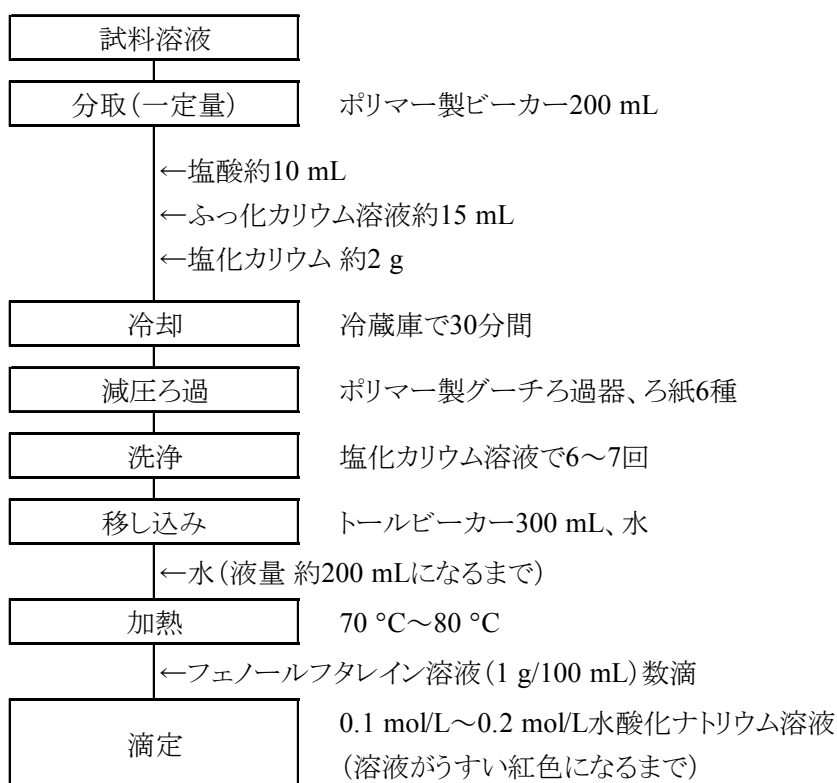 試料溶液
分取（一定量） ポリマー製ビーカー200 mL
←塩酸約10 mL
←ふっ化カリウム溶液約15 mL
←塩化カリウム 約2 g
冷却 冷蔵庫で30分間
減圧ろ過 ポリマー製グーチろ過器、ろ紙6種
洗浄 塩化カリウム溶液で6～7回
移し込み トールビーカー300 mL、水
←水（液量 約200 mLになるまで）
加熱 70 °C～80 °C
←フェノールフタレイン溶液（1 g/100 mL）数滴
滴定 0.1 mol/L～0.2 mol/L水酸化ナトリウム溶液
（溶液がうすい紅色になるまで）